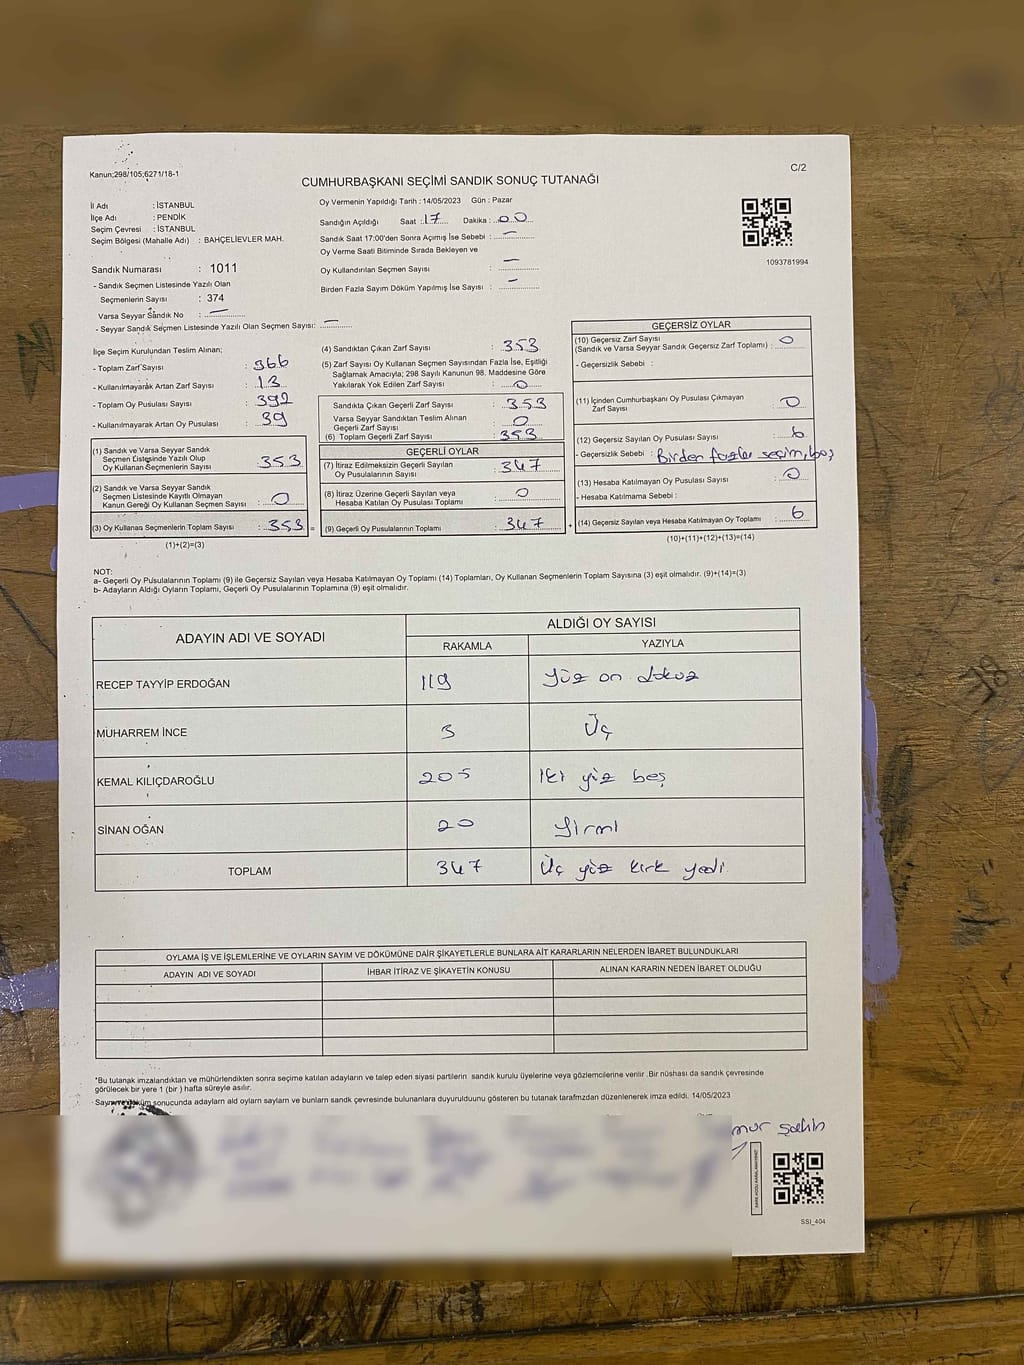 Kanun;298/105;6271/18-1
C/2
CUMHURBAŞKANI SEÇİMİ SANDIK SONUÇ TUTANAĞI
İl Adı : İSTANBUL
İlçe Adı : PENDİK
Seçim Çevresi : İSTANBUL
Seçim Bölgesi (Mahalle Adı) : BAHÇELİEVLER MAH.
Sandık Numarası : 1011
- Sandık Seçmen Listesinde Yazılı Olan
Seçmenlerin Sayısı : 374
Varsa Seyyar Sandık No : —
- Seyyar Sandık Seçmen Listesinde Yazılı Olan Seçmen Sayısı: —
Oy Vermenin Yapıldığı Tarih : 14/05/2023 Gün : Pazar
Sandığın Açıldığı Saat : 17 Dakika : 00
Sandık Saat 17:00'den Sonra Açımış İse Sebebi : —
Oy Verme Saati Bitiminde Sırada Bekleyen ve
Oy Kullandırılan Seçmen Sayısı : —
Birden Fazla Sayım Döküm Yapılmış İse Sayısı : —
1093781994
İlçe Seçim Kurulundan Teslim Alınan;
- Toplam Zarf Sayısı : 366
- Kullanılmayarak Artan Zarf Sayısı : 13
- Toplam Oy Pusulası Sayısı : 392
- Kullanılmayarak Artan Oy Pusulası : 39
(1) Sandık ve Varsa Seyyar Sandık
Seçmen Listesinde Yazılı Olup
Oy Kullanan Seçmenlerin Sayısı : 353
(2) Sandık ve Varsa Seyyar Sandık
Seçmen Listesinde Kayıtlı Olmayan
Kanun Gereği Oy Kullanan Seçmen Sayısı : 0
(3) Oy Kullanan Seçmenlerin Toplam Sayısı : 353 =
(1)+(2)=(3)
(4) Sandıktan Çıkan Zarf Sayısı : 353
(5) Zarf Sayısı Oy Kullanan Seçmen Sayısından Fazla İse, Eşitliği
Sağlamak Amacıyla; 298 Sayılı Kanunun 98. Maddesine Göre
Yakılarak Yok Edilen Zarf Sayısı : 0
Sandıkta Çıkan Geçerli Zarf Sayısı : 353
Varsa Seyyar Sandıktan Teslim Alınan
Geçerli Zarf Sayısı : 0
(6) Toplam Geçerli Zarf Sayısı : 353
GEÇERLİ OYLAR
(7) İtiraz Edilmeksizin Geçerli Sayılan
Oy Pusulalarının Sayısı : 347
(8) İtiraz Üzerine Geçerli Sayılan veya
Hesaba Katılan Oy Pusulası Toplamı : 0
(9) Geçerli Oy Pusulalarının Toplamı : 347 +
GEÇERSİZ OYLAR
(10) Geçersiz Zarf Sayısı
(Sandık ve Varsa Seyyar Sandık Geçersiz Zarf Toplamı) : 0
- Geçersizlik Sebebi :
(11) İçinden Cumhurbaşkanı Oy Pusulası Çıkmayan
Zarf Sayısı : 0
(12) Geçersiz Sayılan Oy Pusulası Sayısı : 6
- Geçersizlik Sebebi : Birden fazla seçim, boş
(13) Hesaba Katılmayan Oy Pusulası Sayısı : 0
- Hesaba Katılmama Sebebi :
(14) Geçersiz Sayılan veya Hesaba Katılmayan Oy Toplamı : 6
(10)+(11)+(12)+(13)=(14)
NOT:
a- Geçerli Oy Pusulalarının Toplamı (9) ile Geçersiz Sayılan veya Hesaba Katılmayan Oy Toplamı (14) Toplamları, Oy Kullanan Seçmenlerin Toplam Sayısına (3) eşit olmalıdır. (9)+(14)=(3)
b- Adayların Aldığı Oyların Toplamı, Geçerli Oy Pusulalarının Toplamına (9) eşit olmalıdır.
ADAYIN ADI VE SOYADI
ALDIĞI OY SAYISI
RAKAMLA YAZIYLA
RECEP TAYYİP ERDOĞAN 119 Yüz on dokuz
MUHARREM İNCE 3 Üç
KEMAL KILIÇDAROĞLU 205 İki yüz beş
SİNAN OĞAN 20 Yirmi
TOPLAM 347 Üç yüz kırk yedi
OYLAMA İŞ VE İŞLEMLERİNE VE OYLARIN SAYIM VE DÖKÜMÜNE DAİR ŞİKAYETLERLE BUNLARA AİT KARARLARIN NELERDEN İBARET BULUNDUKLARI
ADAYIN ADI VE SOYADI İHBAR İTİRAZ VE ŞİKAYETİN KONUSU ALINAN KARARIN NEDEN İBARET OLDUĞU
*Bu tutanak imzalandıktan ve mühürlendikten sonra seçime katılan adayların ve talep eden siyasi partilerin sandık kurulu üyelerine veya gözlemcilerine verilir .Bir nüshası da sandık çevresinde
görülecek bir yere 1 (bir ) hafta süreyle asılır.
sonucunda adayların ald oyların sayların ve bunların sandk çevresinde bulunanlara duyurulduunu gösteren bu tutanak tarafmzdan düzenlenerek imza edildi. 14/05/2023
Şahin
SSI_404